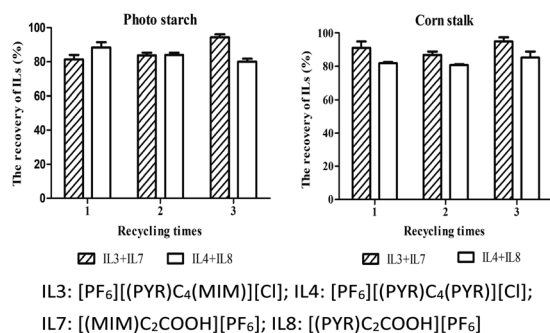 Photo starch
The recovery of ILs (%)
100
80
60
40
20
0
1 2 3
Recycling times
IL3+IL7 IL4+IL8
Corn stalk
The recovery of ILs (%)
100
80
60
40
20
0
1 2 3
Recycling times
IL3+IL7 IL4+IL8
IL3: [PF₆][(PYR)C₄(MIM)][Cl]; IL4: [PF₆][(PYR)C₄(PYR)][Cl];
IL7: [(MIM)C₂COOH][PF₆]; IL8: [(PYR)C₂COOH][PF₆]